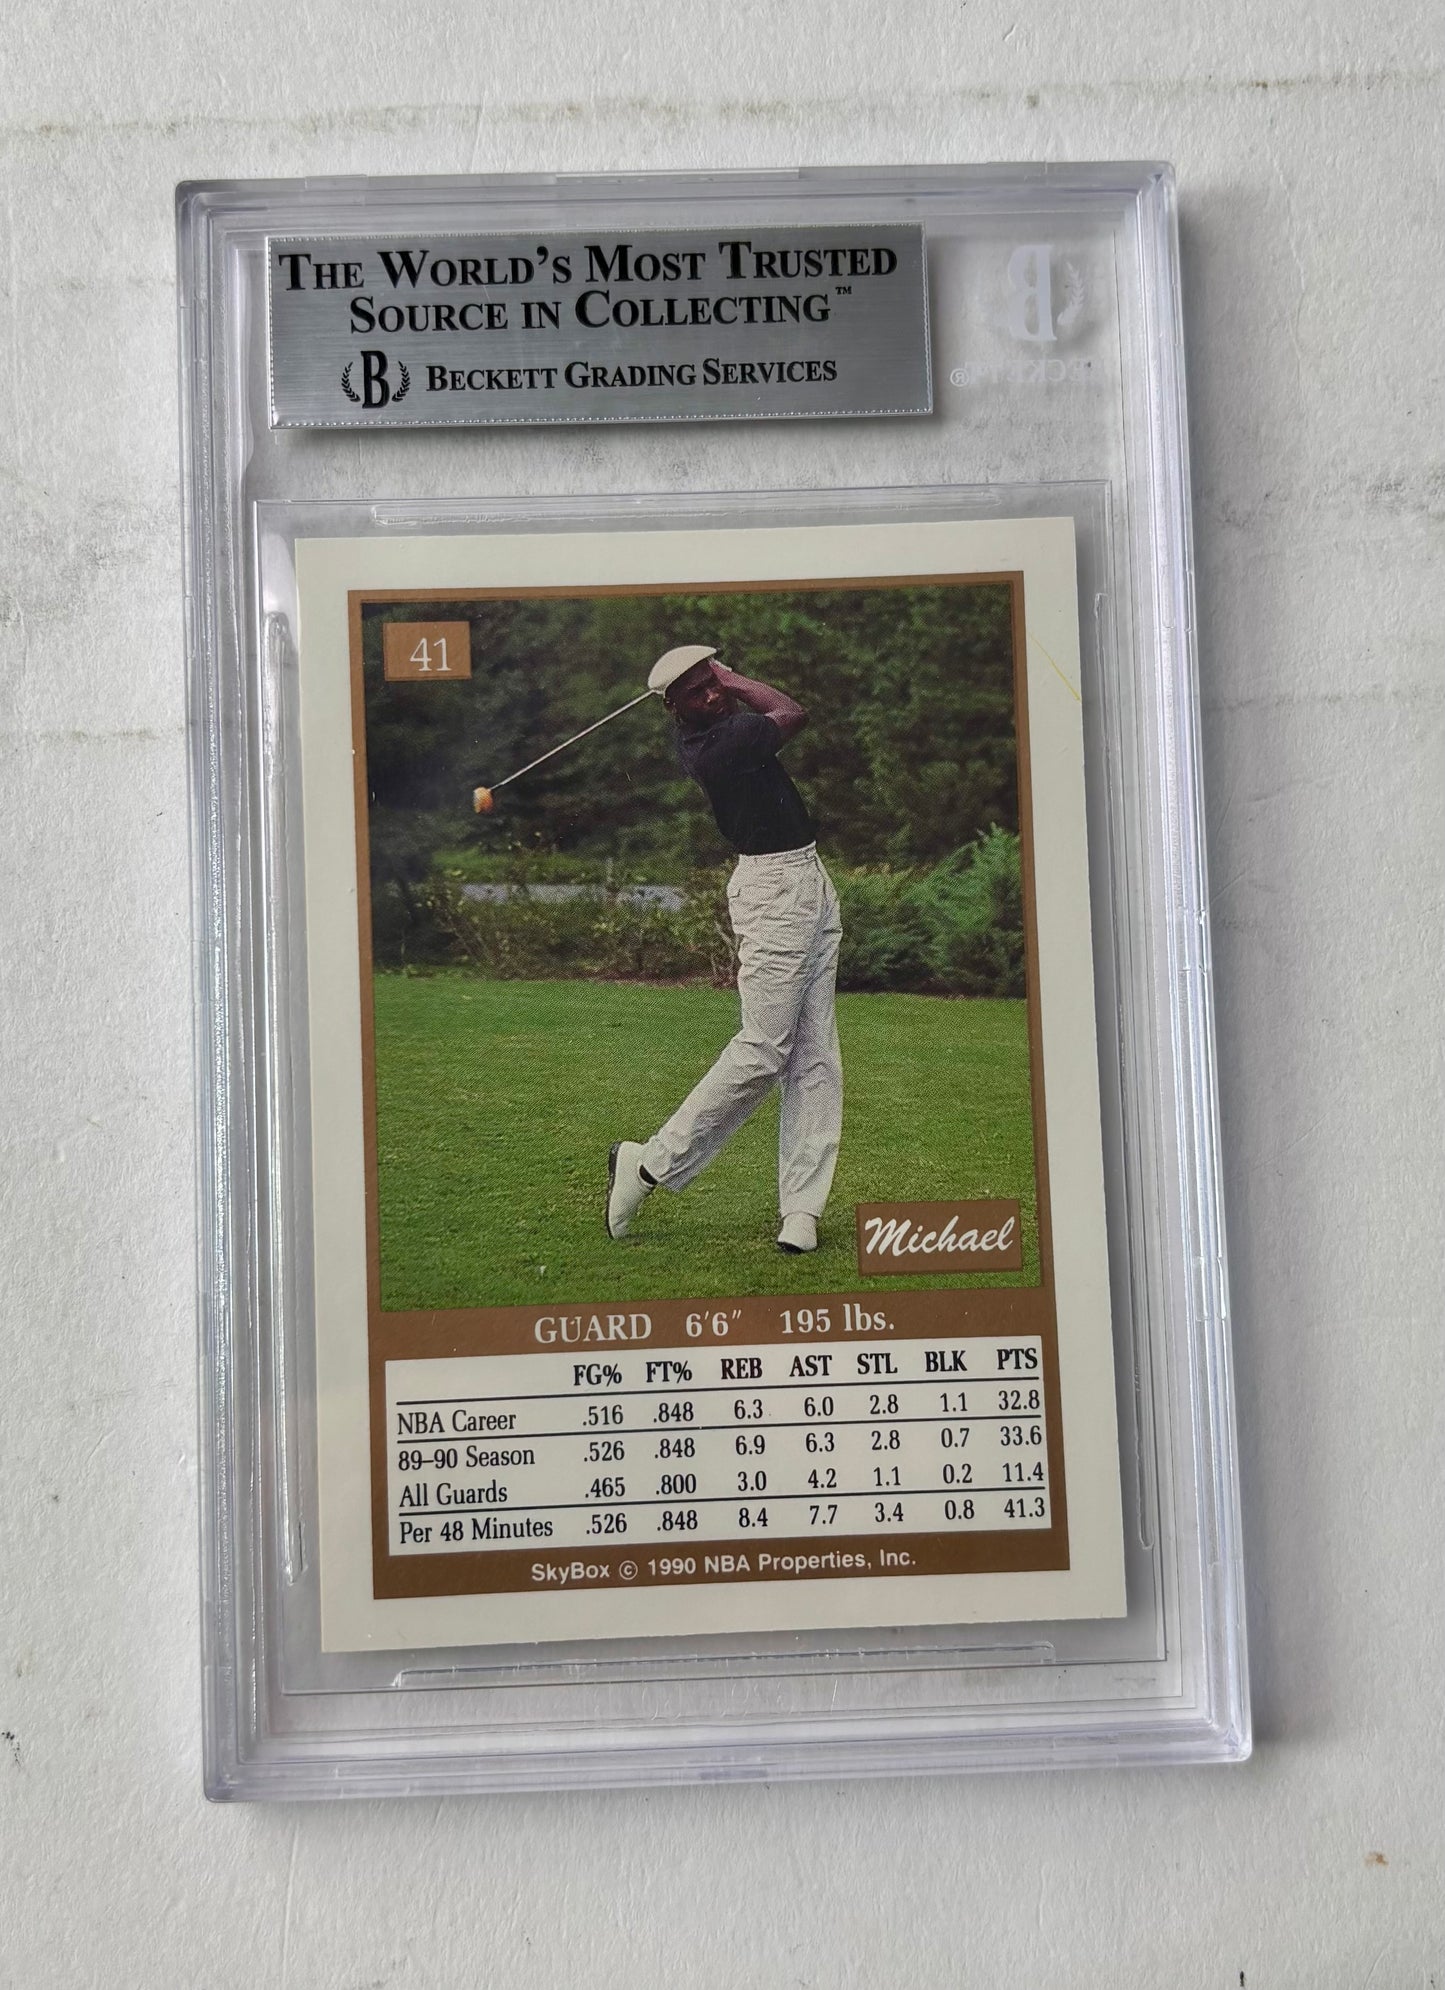 THE WORLD'S MOST TRUSTED
SOURCE IN COLLECTING™
B BECKETT GRADING SERVICES
B
®
41
Michael
GUARD 6'6" 195 lbs.
FG% FT% REB AST STL BLK PTS
NBA Career .516 .848 6.3 6.0 2.8 1.1 32.8
89–90 Season .526 .848 6.9 6.3 2.8 0.7 33.6
All Guards .465 .800 3.0 4.2 1.1 0.2 11.4
Per 48 Minutes .526 .848 8.4 7.7 3.4 0.8 41.3
SkyBox © 1990 NBA Properties, Inc.